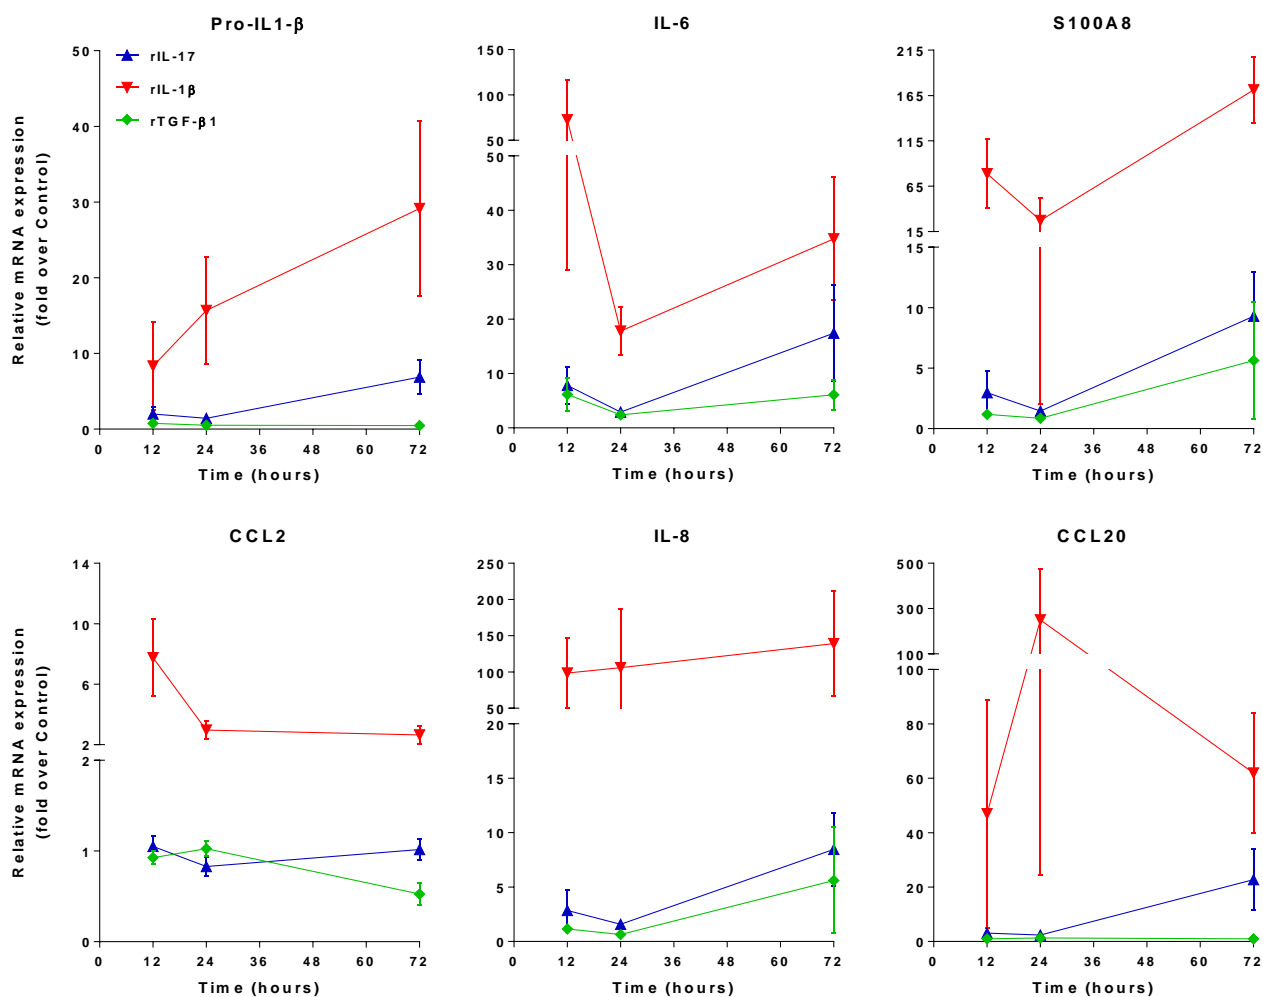 Pro-IL1-β
IL-6
S100A8
Relative mRNA expression
(fold over Control)
50
40
30
20
10
0
rIL-17
rIL-1β
rTGF-β1
0 12 24 36 48 60 72
Time (hours)
150
100
50
50
40
30
20
10
0
0 12 24 36 48 60 72
Time (hours)
215
165
115
65
15
15
10
5
0
0 12 24 36 48 60 72
Time (hours)
CCL2
IL-8
CCL20
Relative mRNA expression
(fold over Control)
14
10
6
2
2
1
0
0 12 24 36 48 60 72
Time (hours)
250
200
150
100
50
20
15
10
5
0
0 12 24 36 48 60 72
Time (hours)
500
300
100
100
80
60
40
20
0
0 12 24 36 48 60 72
Time (hours)